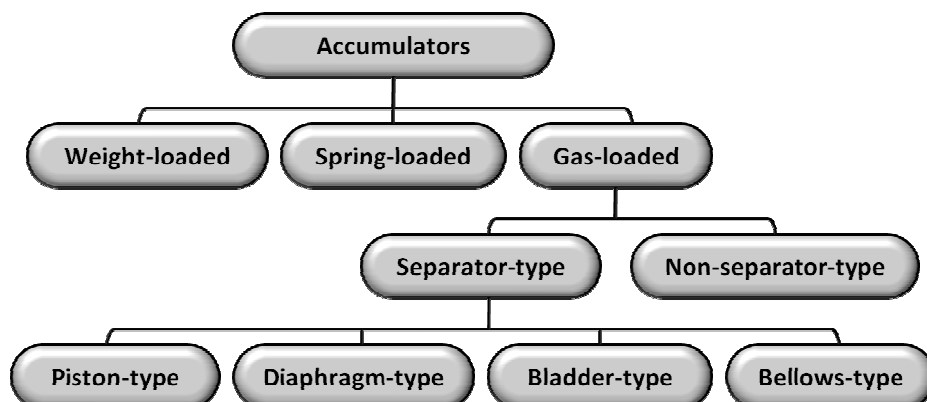 Accumulators
Weight-loaded
Spring-loaded
Gas-loaded
Separator-type
Non-separator-type
Piston-type
Diaphragm-type
Bladder-type
Bellows-type